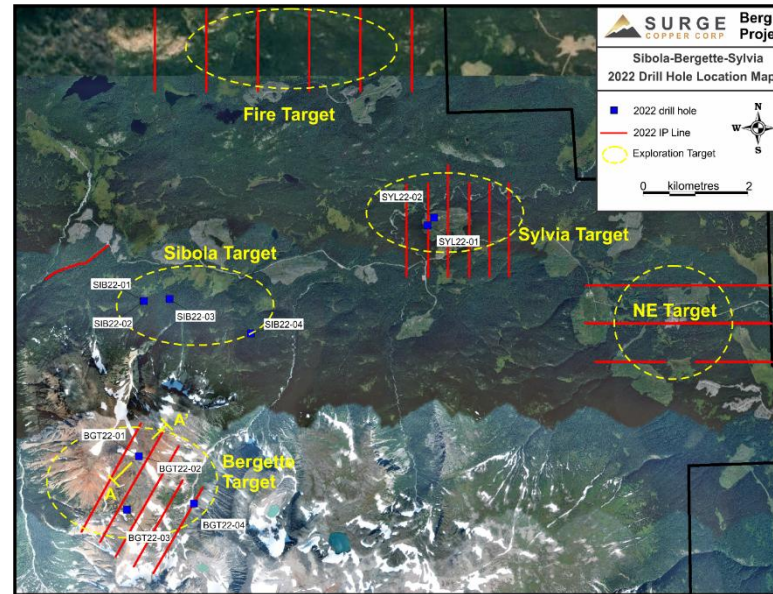 SURGE
COPPER CORP
Berg
Proje
Sibola-Bergette-Sylvia
2022 Drill Hole Location Map
2022 drill hole
2022 IP Line
Exploration Target
N
W
E
S
0 kilometres 2
Fire Target
SYL22-02
SYL22-01
Sylvia Target
Sibola Target
SIB22-01
SIB22-02
SIB22-03
SIB22-04
NE Target
BGT22-01
A'
BGT22-02
Bergette
Target
A
BGT22-03
BGT22-04